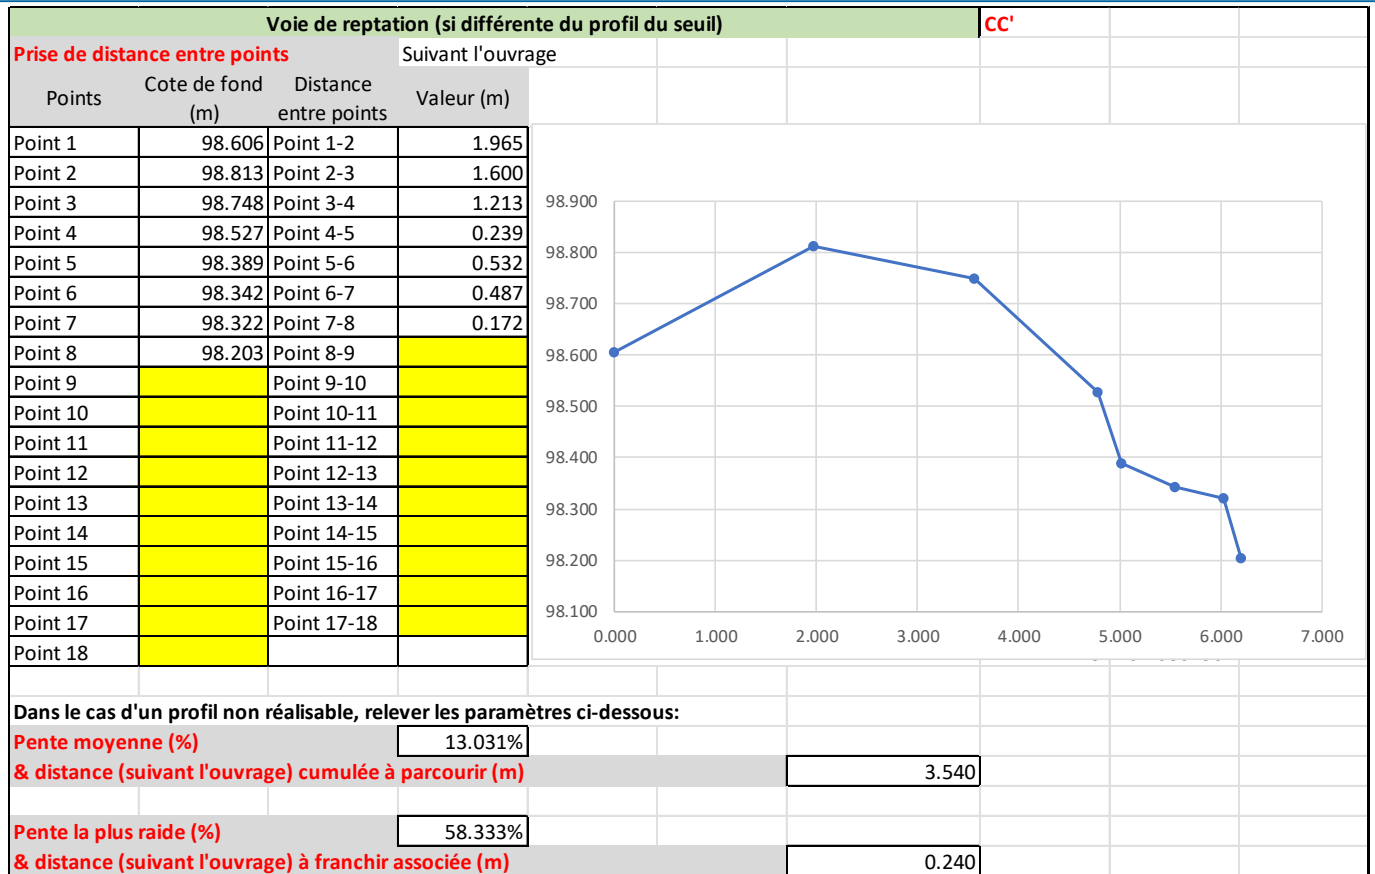 Voie de reptation (si différente du profil du seuil) CC'
Prise de distance entre points Suivant l'ouvrage
Points Cote de fond (m) Distance entre points Valeur (m)
Point 1 98.606 Point 1-2 1.965
Point 2 98.813 Point 2-3 1.600
Point 3 98.748 Point 3-4 1.213
Point 4 98.527 Point 4-5 0.239
Point 5 98.389 Point 5-6 0.532
Point 6 98.342 Point 6-7 0.487
Point 7 98.322 Point 7-8 0.172
Point 8 98.203 Point 8-9
Point 9 Point 9-10
Point 10 Point 10-11
Point 11 Point 11-12
Point 12 Point 12-13
Point 13 Point 13-14
Point 14 Point 14-15
Point 15 Point 15-16
Point 16 Point 16-17
Point 17 Point 17-18
Point 18
98.900
98.800
98.700
98.600
98.500
98.400
98.300
98.200
98.100
0.000 1.000 2.000 3.000 4.000 5.000 6.000 7.000
Dans le cas d'un profil non réalisable, relever les paramètres ci-dessous:
Pente moyenne (%) 13.031%
& distance (suivant l'ouvrage) cumulée à parcourir (m) 3.540
Pente la plus raide (%) 58.333%
& distance (suivant l'ouvrage) à franchir associée (m) 0.240